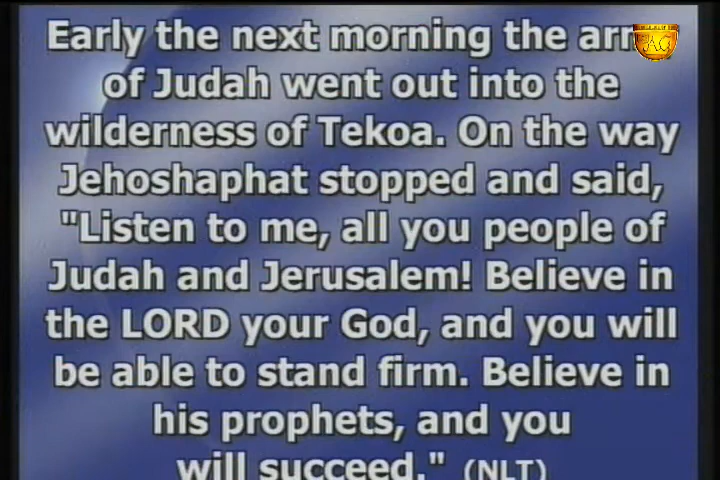 Early the next morning the
of Judah went out into the
wilderness of Tekoa. On the way
Jehoshaphat stopped and said,
"Listen to me, all you people of
Judah and Jerusalem! Believe in
the LORD your God, and you will
be able to stand firm. Believe in
his prophets, and you
will succeed." (NLT)